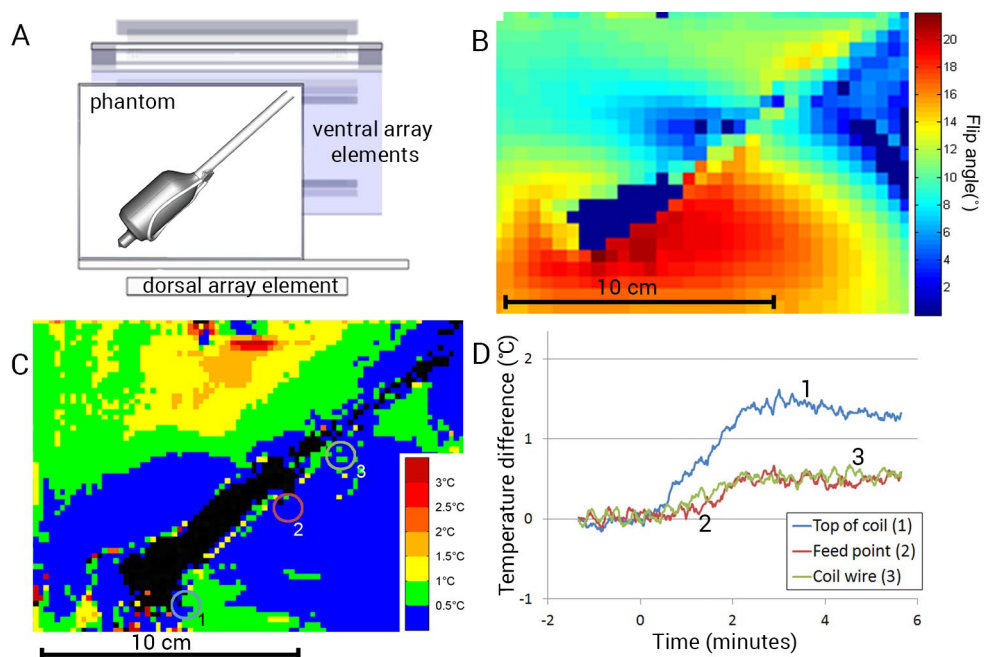 A
phantom
ventral array
elements
dorsal array element
B
10 cm
20
18
16
14
12
10
8
6
4
2
Flip angle(°)
C
3
2
1
3°C
2.5°C
2°C
1.5°C
1°C
0.5°C
10 cm
D
Temperature difference (°C)
2
1
0
-1
1
2
3
Top of coil (1)
Feed point (2)
Coil wire (3)
-2
0
2
4
6
Time (minutes)